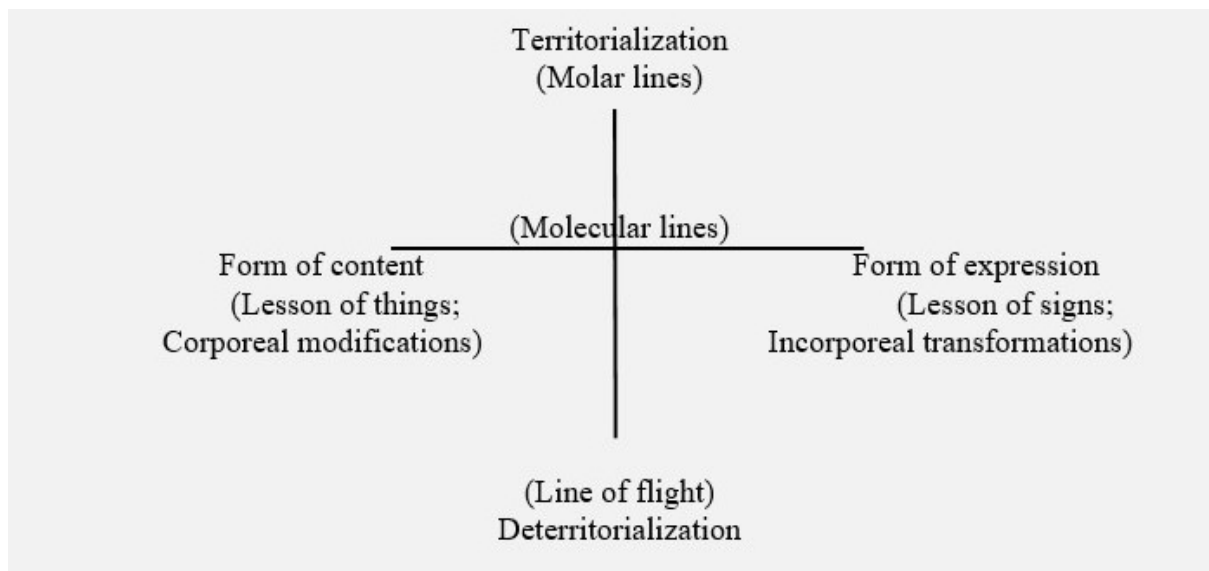 Territorialization
(Molar lines)
(Molecular lines)
Form of content
(Lesson of things;
Corporeal modifications)
Form of expression
(Lesson of signs;
Incorporeal transformations)
(Line of flight)
Deterritorialization